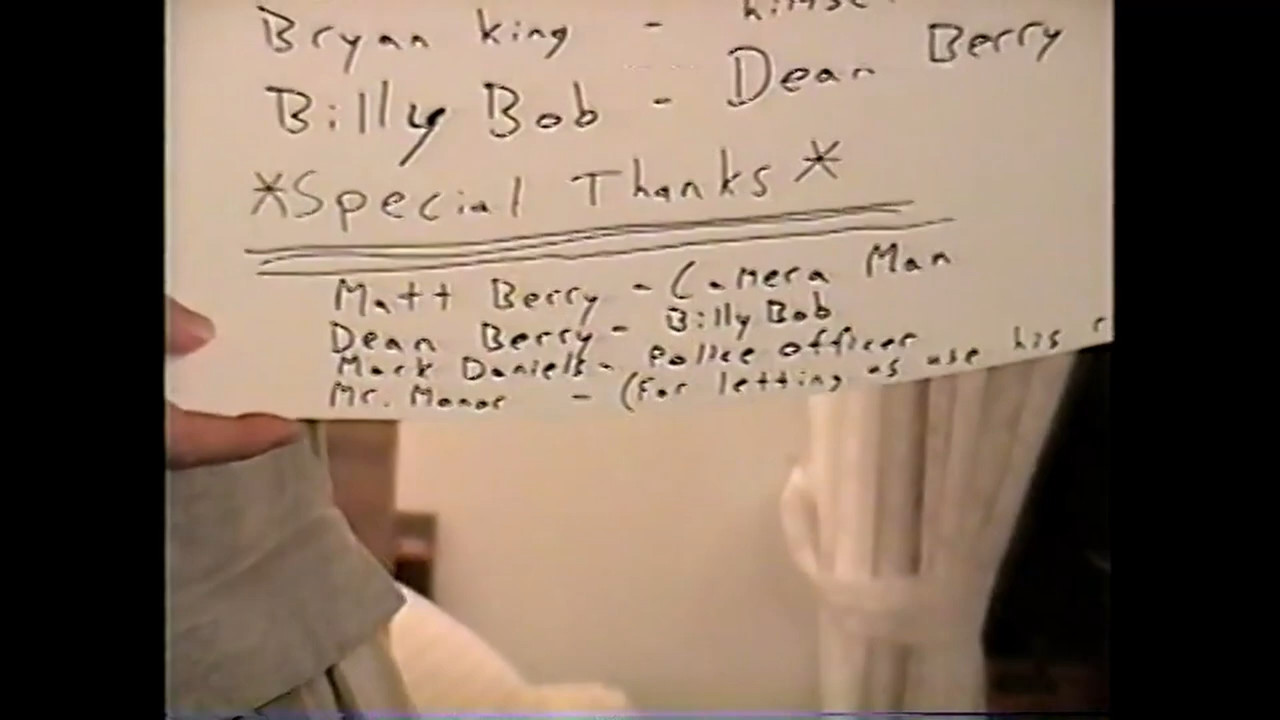 Bryan King -
Billy Bob - Dean Berry
*Special Thanks*
Matt Berry - Camera Man
Dean Berry - Billy Bob
Mark Daniels - Police officer
Mr. Manor - (For letting us use his